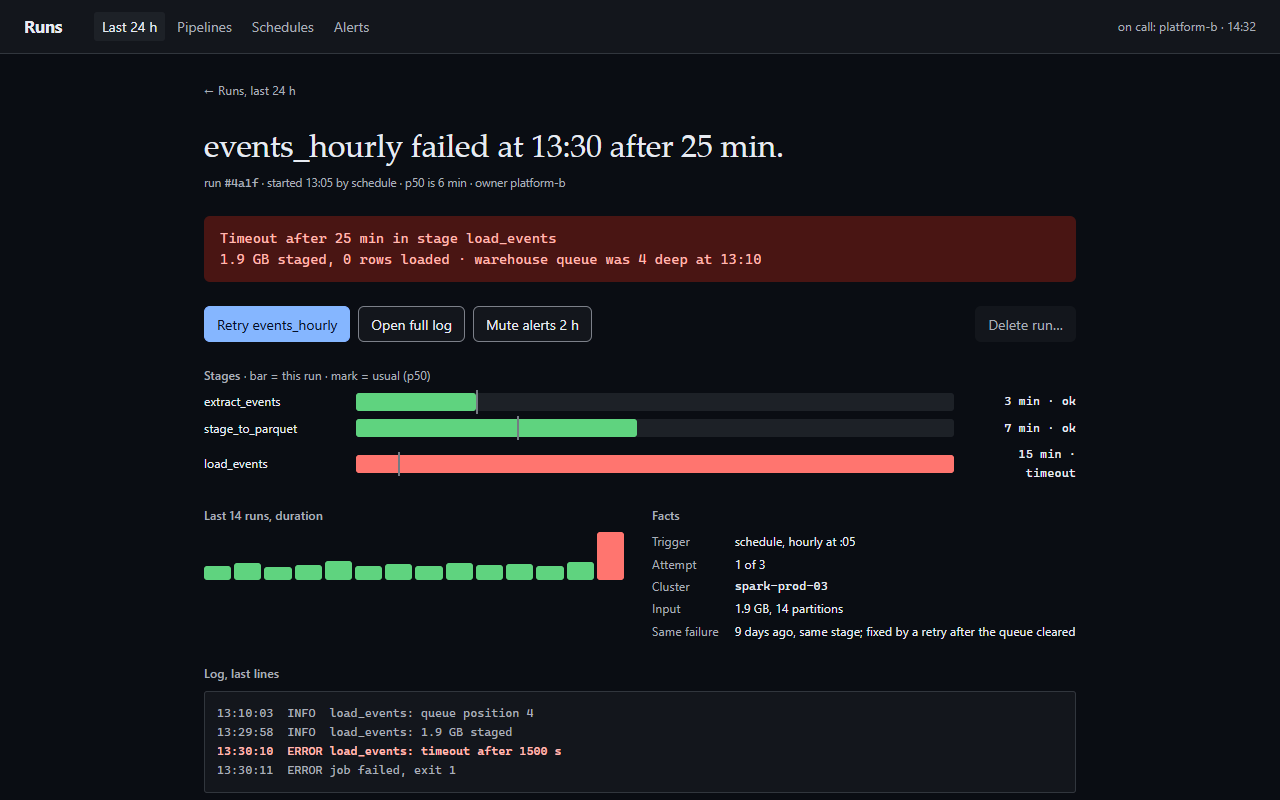 Runs
Last 24 h
Pipelines
Schedules
Alerts
on call: platform-b · 14:32
← Runs, last 24 h
events_hourly failed at 13:30 after 25 min.
run #4a1f · started 13:05 by schedule · p50 is 6 min · owner platform-b
Timeout after 25 min in stage load_events
1.9 GB staged, 0 rows loaded · warehouse queue was 4 deep at 13:10
Retry events_hourly
Open full log
Mute alerts 2 h
Delete run…
Stages · bar = this run · mark = usual (p50)
extract_events
3 min · ok
stage_to_parquet
7 min · ok
load_events
15 min ·
timeout
Last 14 runs, duration
Facts
Trigger
schedule, hourly at :05
Attempt
1 of 3
Cluster
spark-prod-03
Input
1.9 GB, 14 partitions
Same failure
9 days ago, same stage; fixed by a retry after the queue cleared
Log, last lines
13:10:03  INFO  load_events: queue position 4
13:29:58  INFO  load_events: 1.9 GB staged
13:30:10  ERROR load_events: timeout after 1500 s
13:30:11  ERROR job failed, exit 1